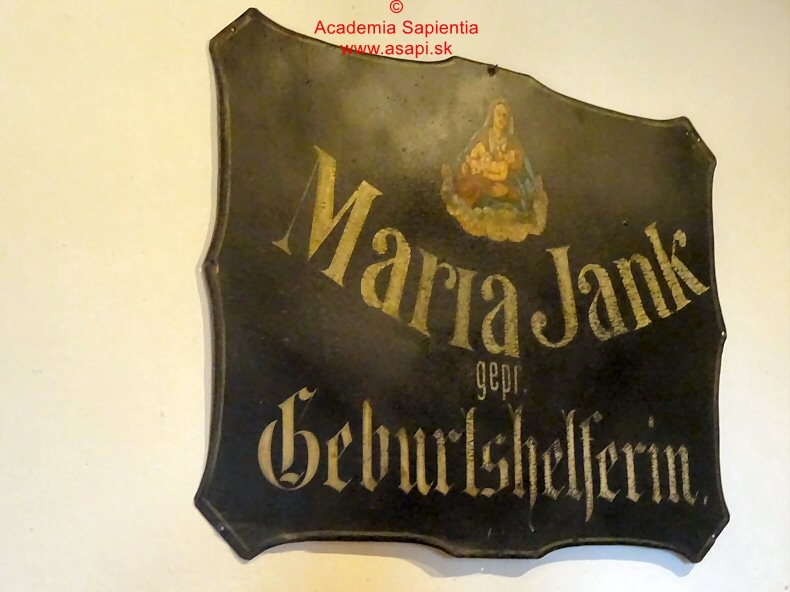 ©
Academia Sapientia
www.asapi.sk
Maria Jank
gepr.
Geburtshelferin.